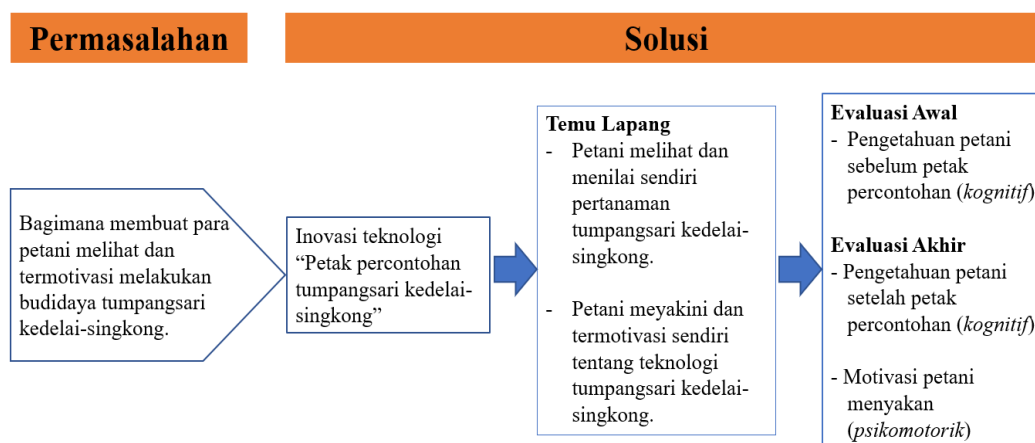 Permasalahan
Solusi
Bagimana membuat para
petani melihat dan
termotivasi melakukan
budidaya tumpangsari
kedelai-singkong.
Inovasi teknologi
“Petak percontohan
tumpangsari kedelai-
singkong”
Temu Lapang
- Petani melihat dan
menilai sendiri
pertanaman
tumpangsari kedelai-
singkong.
- Petani meyakini dan
termotivasi sendiri
tentang teknologi
tumpangsari kedelai-
singkong.
Evaluasi Awal
- Pengetahuan petani
sebelum petak
percontohan (kognitif)
Evaluasi Akhir
- Pengetahuan petani
setelah petak
percontohan (kognitif)
- Motivasi petani
menyakan
(psikomotorik)